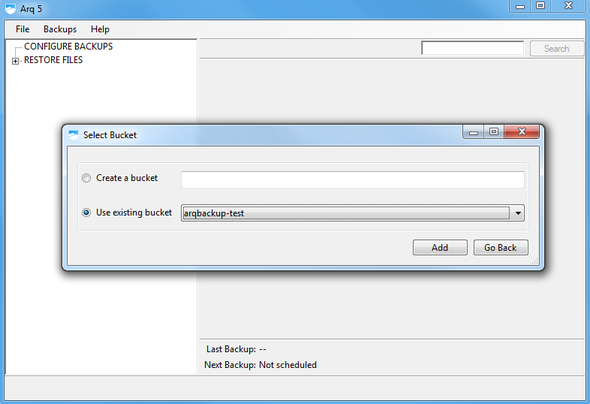 Arq 5
File Backups Help
CONFIGURE BACKUPS
RESTORE FILES
Search
Select Bucket
Create a bucket
Use existing bucket arqbackup-test
Add Go Back
Last Backup: --
Next Backup: Not scheduled